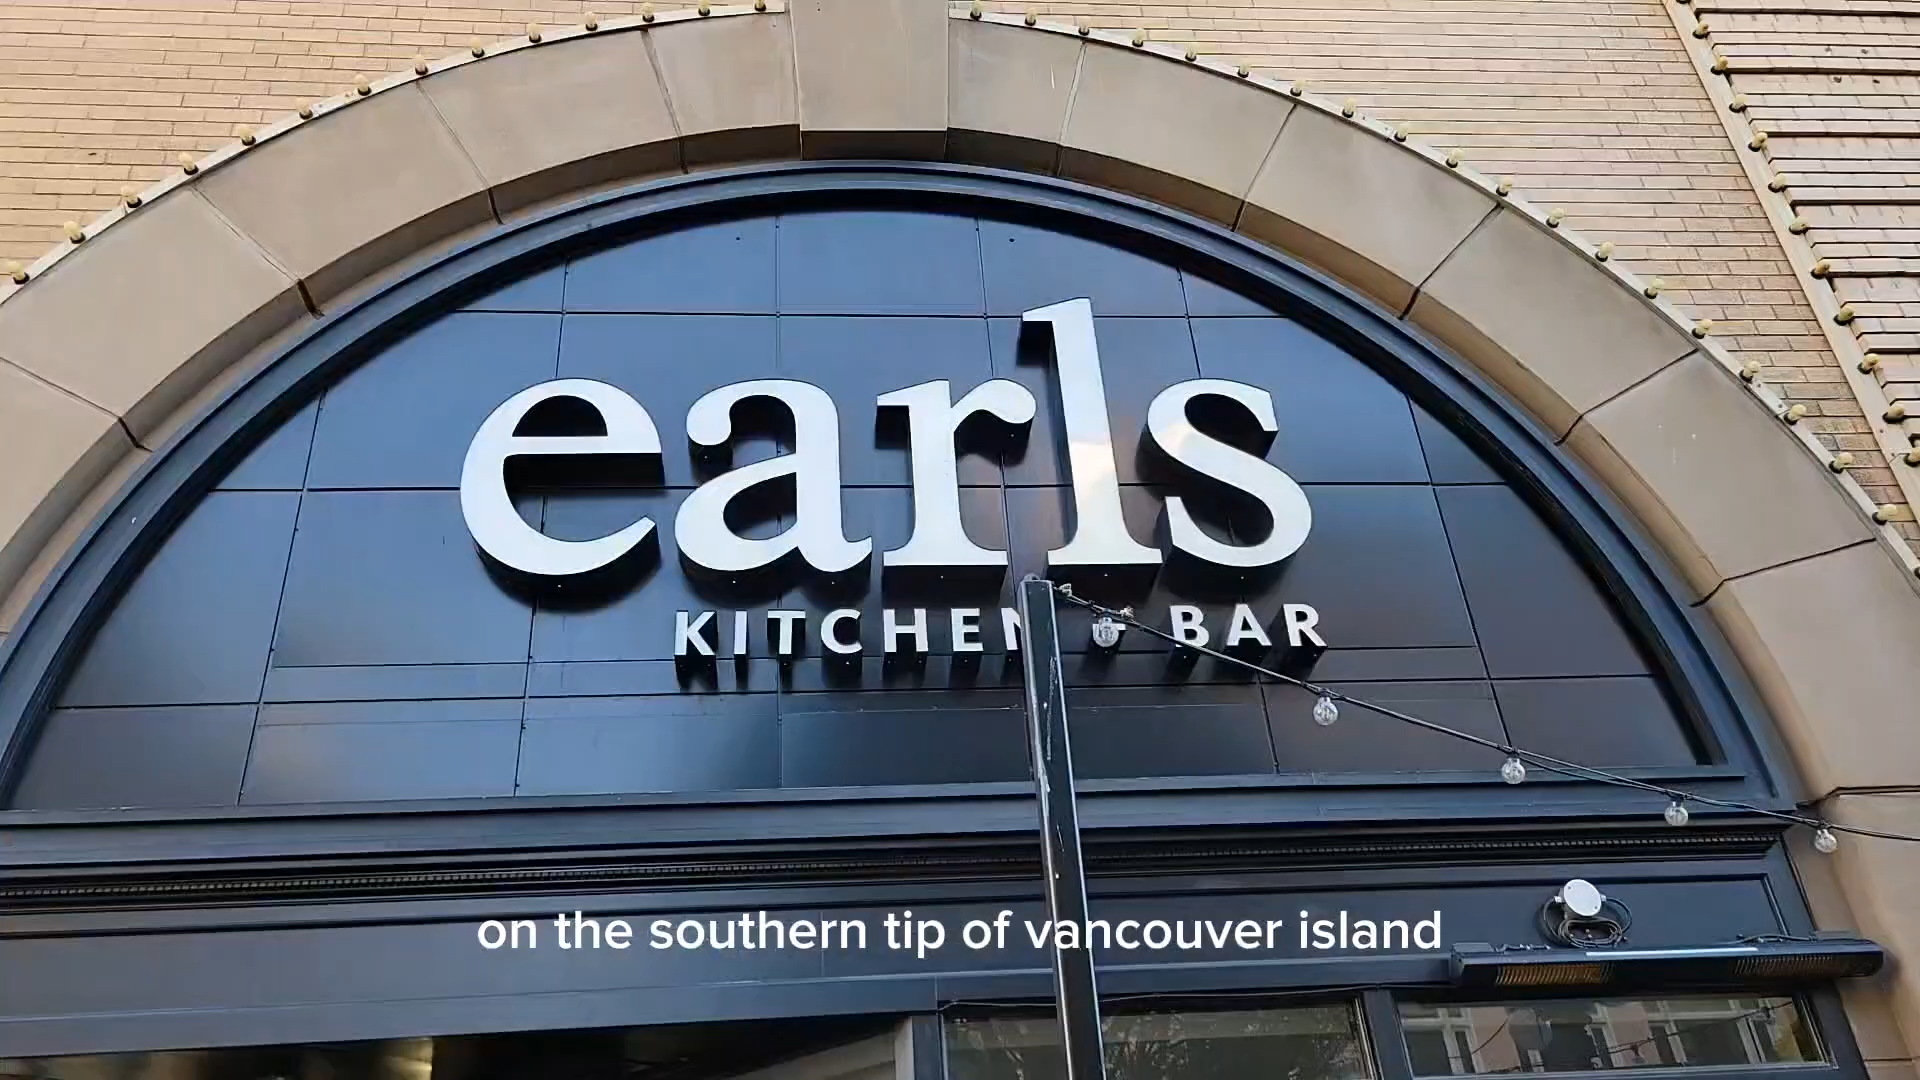 earls
KITCHEN + BAR
on the southern tip of vancouver island